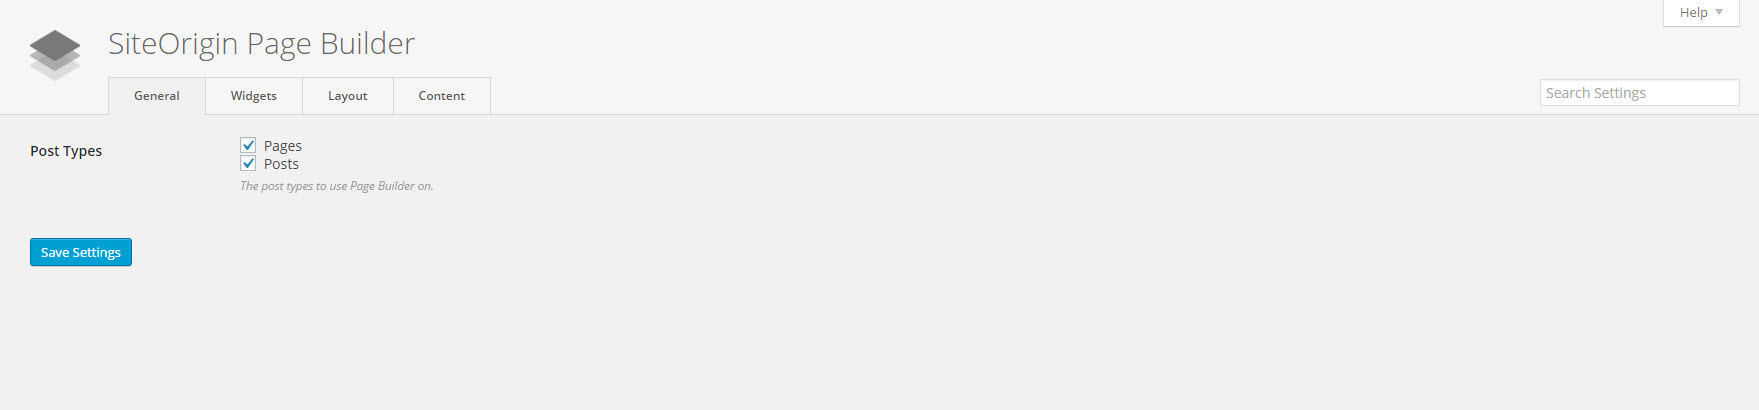 Help
SiteOrigin Page Builder
General Widgets Layout Content
Search Settings
Post Types
Pages
Posts
The post types to use Page Builder on.
Save Settings